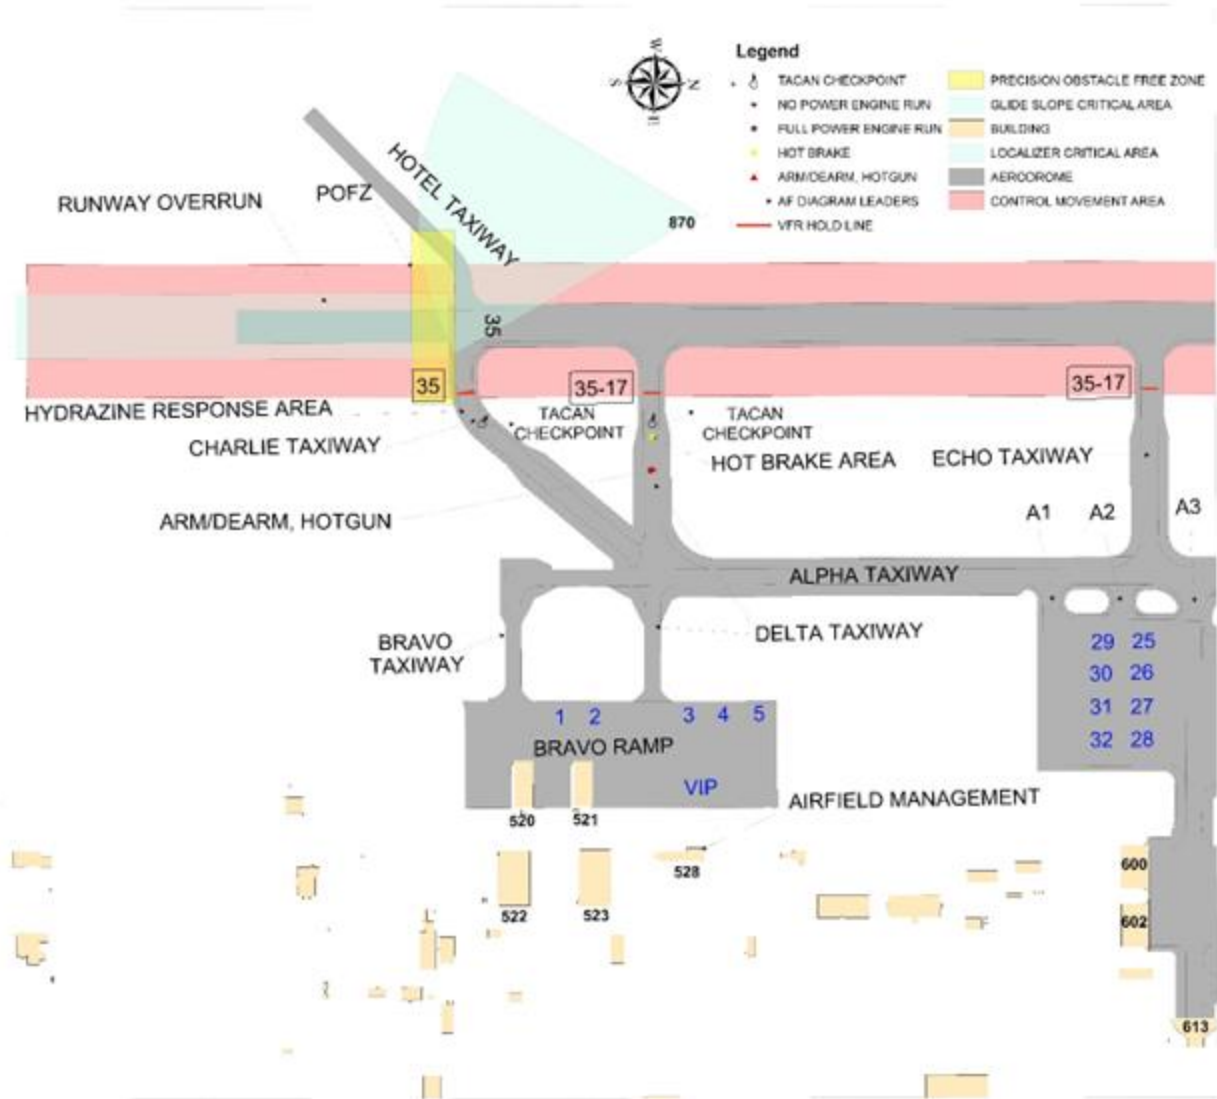 W
S
N
E
Legend
TACAN CHECKPOINT
NO POWER ENGINE RUN
FULL POWER ENGINE RUN
HOT BRAKE
ARM/DEARM, HOTGUN
AF DIAGRAM LEADERS
VFR HOLD LINE
PRECISION OBSTACLE FREE ZONE
GLIDE SLOPE CRITICAL AREA
BUILDING
LOCALIZER CRITICAL AREA
AERODROME
CONTROL MOVEMENT AREA
HOTEL TAXIWAY
POFZ
RUNWAY OVERRUN
870
35
35
35-17
35-17
HYDRAZINE RESPONSE AREA
CHARLIE TAXIWAY
TACAN
CHECKPOINT
TACAN
CHECKPOINT
HOT BRAKE AREA
ECHO TAXIWAY
ARM/DEARM, HOTGUN
A1
A2
A3
ALPHA TAXIWAY
BRAVO
TAXIWAY
DELTA TAXIWAY
29 25
30 26
31 27
32 28
1 2 3 4 5
BRAVO RAMP
VIP
AIRFIELD MANAGEMENT
520
521
528
522
523
600
602
613